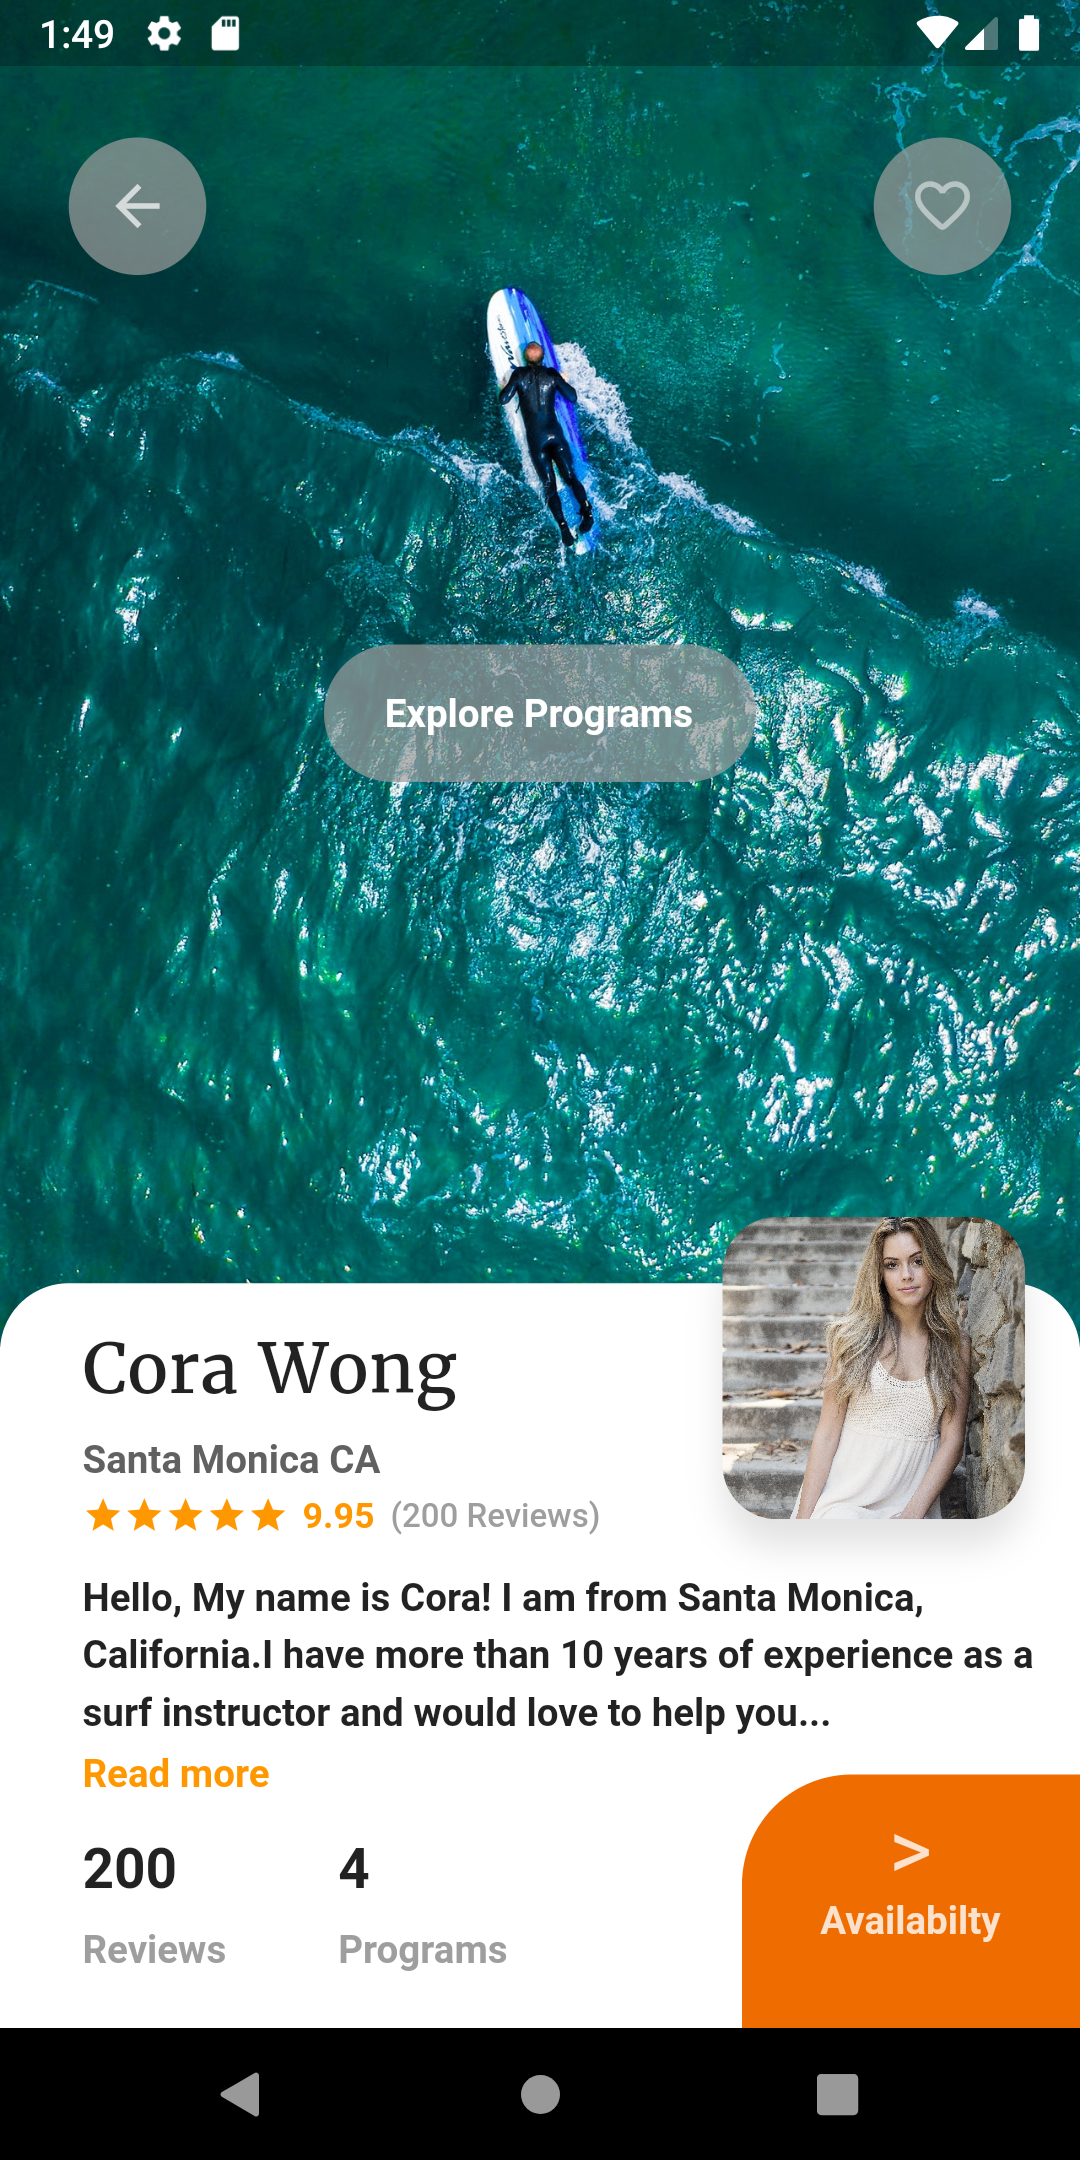 1:49
Explore Programs
Cora Wong
Santa Monica CA
9.95 (200 Reviews)
Hello, My name is Cora! I am from Santa Monica,
California.I have more than 10 years of experience as a
surf instructor and would love to help you...
Read more
200
4
Reviews
Programs
>
Availabilty